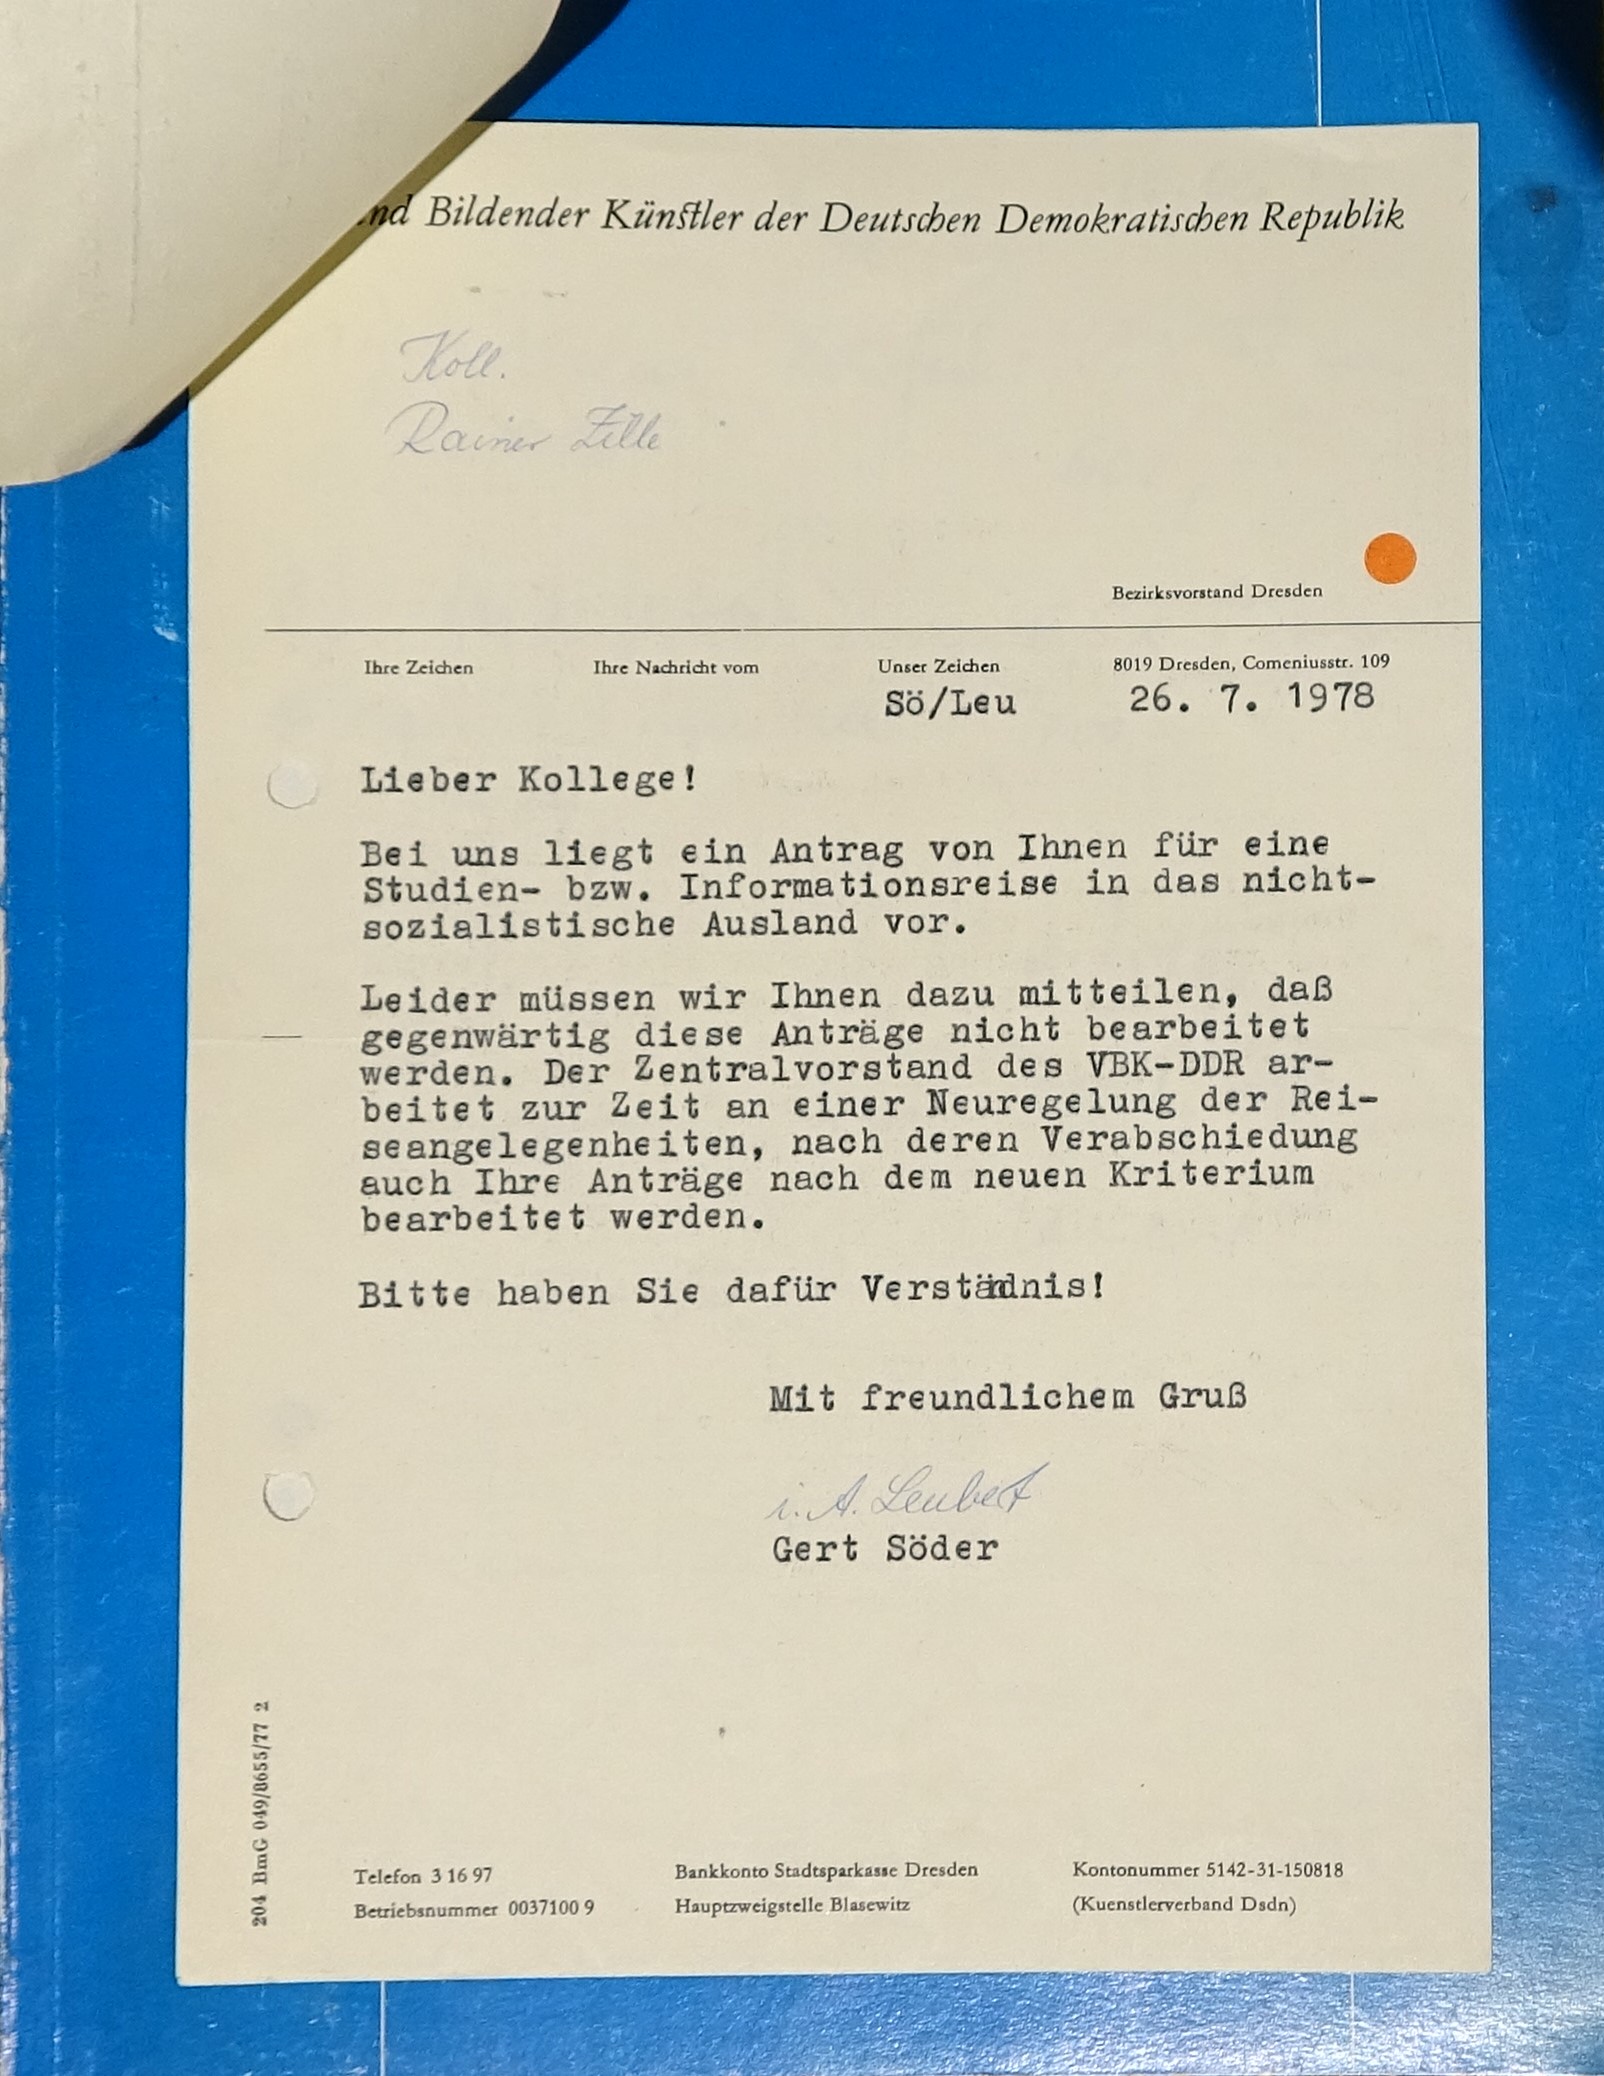 nd Bildender Künstler der Deutschen Demokratischen Republik
Koll.
Rainer Zille
Bezirksvorstand Dresden
Ihre Zeichen Ihre Nachricht vom Unser Zeichen 8019 Dresden, Comeniusstr. 109
Sö/Leu 26. 7. 1978
Lieber Kollege!
Bei uns liegt ein Antrag von Ihnen für eine
Studien- bzw. Informationsreise in das nicht-
sozialistische Ausland vor.
Leider müssen wir Ihnen dazu mitteilen, daß
gegenwärtig diese Anträge nicht bearbeitet
werden. Der Zentralvorstand des VBK-DDR ar-
beitet zur Zeit an einer Neuregelung der Rei-
seangelegenheiten, nach deren Verabschiedung
auch Ihre Anträge nach dem neuen Kriterium
bearbeitet werden.
Bitte haben Sie dafür Verständnis!
Mit freundlichem Gruß
i. A. Leubert
Gert Söder
204 BmG 049/8655/77 2
Telefon 3 16 97 Bankkonto Stadtsparkasse Dresden Kontonummer 5142-31-150818
Betriebsnummer 0037100 9 Hauptzweigstelle Blasewitz (Kuenstlerverband Dsdn)